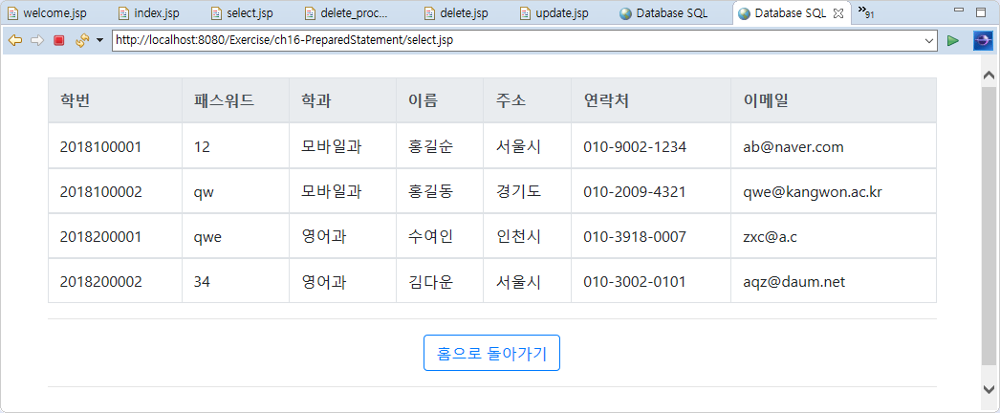 welcome.jsp index.jsp select.jsp delete_proc... delete.jsp update.jsp Database SQL Database SQL »91
http://localhost:8080/Exercise/ch16-PreparedStatement/select.jsp
학번 패스워드 학과 이름 주소 연락처 이메일
2018100001 12 모바일과 홍길순 서울시 010-9002-1234 ab@naver.com
2018100002 qw 모바일과 홍길동 경기도 010-2009-4321 qwe@kangwon.ac.kr
2018200001 qwe 영어과 수여인 인천시 010-3918-0007 zxc@a.c
2018200002 34 영어과 김다운 서울시 010-3002-0101 aqz@daum.net
홈으로 돌아가기